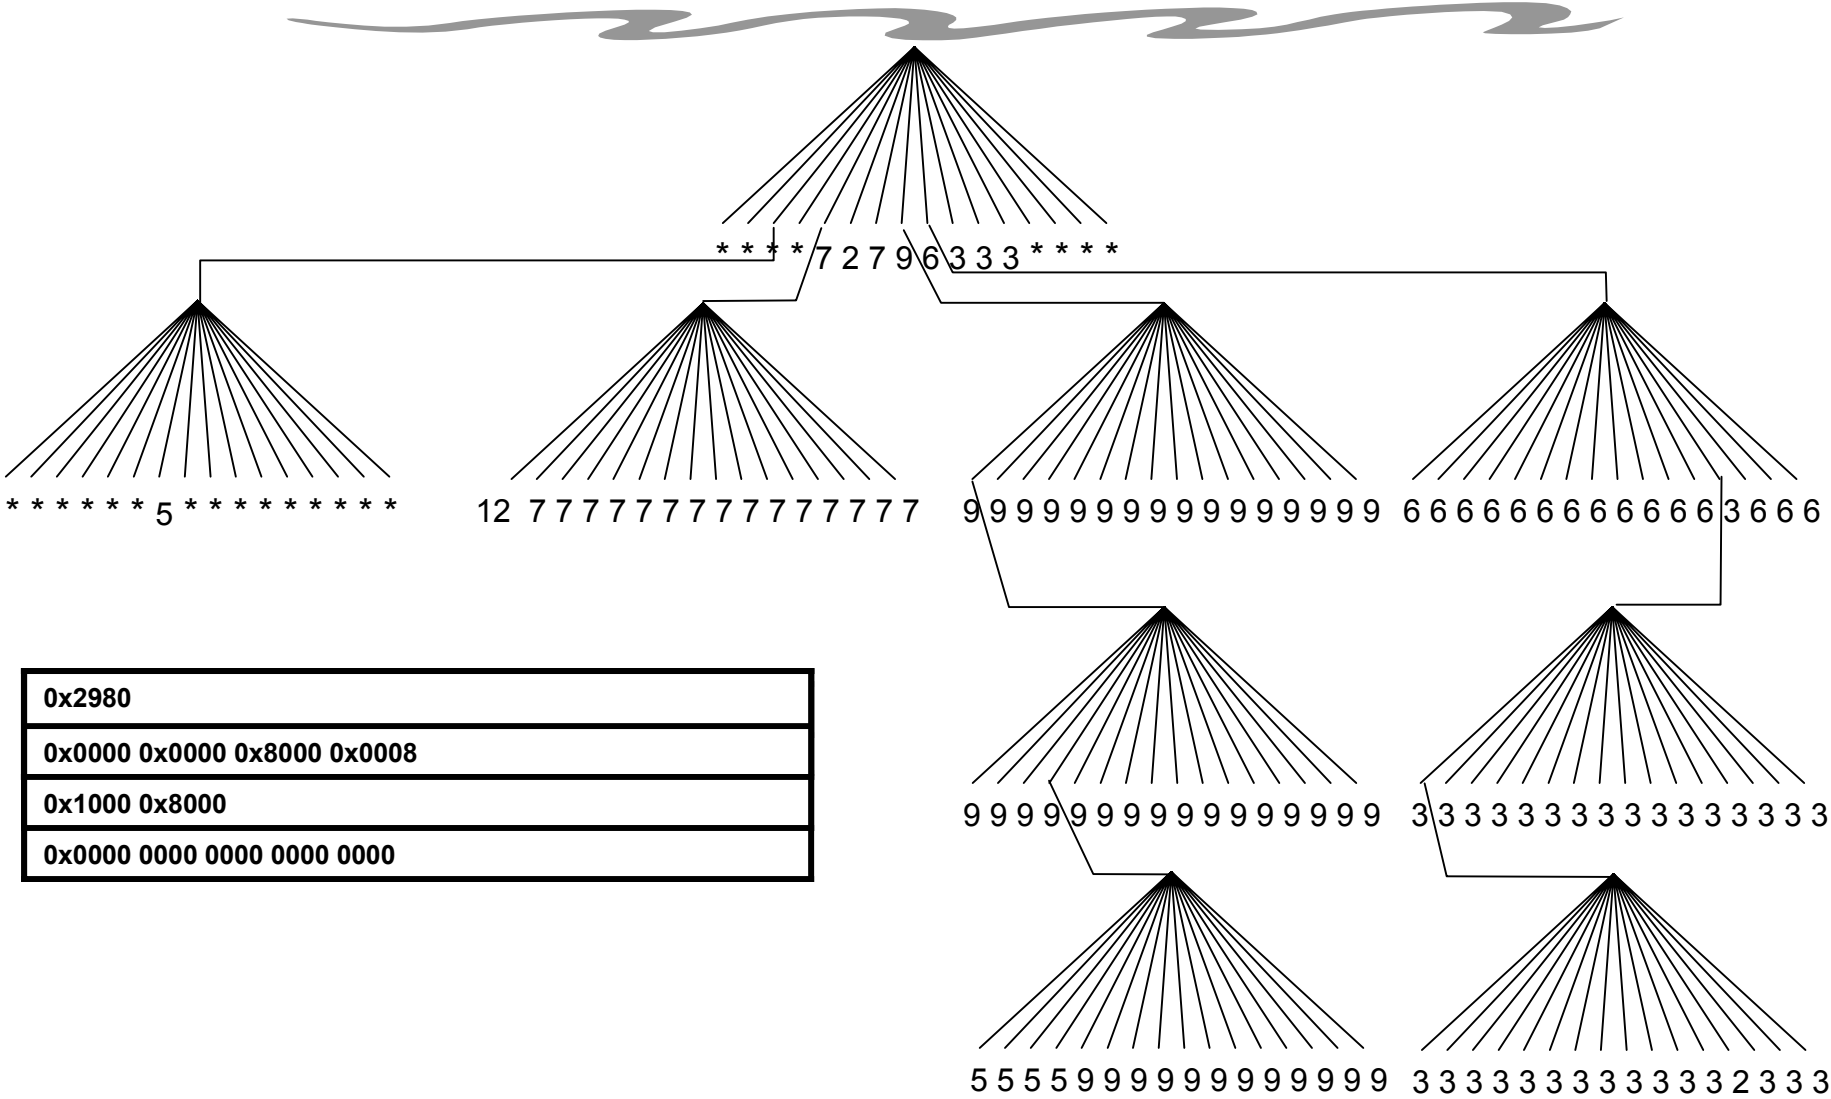 * * * * 7 2 7 9 6 3 3 3 * * * *
* * * * * * 5 * * * * * * * * *
12 7 7 7 7 7 7 7 7 7 7 7 7 7 7 7
9 9 9 9 9 9 9 9 9 9 9 9 9 9 9 9
6 6 6 6 6 6 6 6 6 6 6 6 3 6 6 6
0x2980
0x0000 0x0000 0x8000 0x0008
0x1000 0x8000
0x0000 0000 0000 0000 0000
9 9 9 9 9 9 9 9 9 9 9 9 9 9 9 9
3 3 3 3 3 3 3 3 3 3 3 3 3 3 3 3
5 5 5 5 9 9 9 9 9 9 9 9 9 9 9 9
3 3 3 3 3 3 3 3 3 3 3 3 2 3 3 3